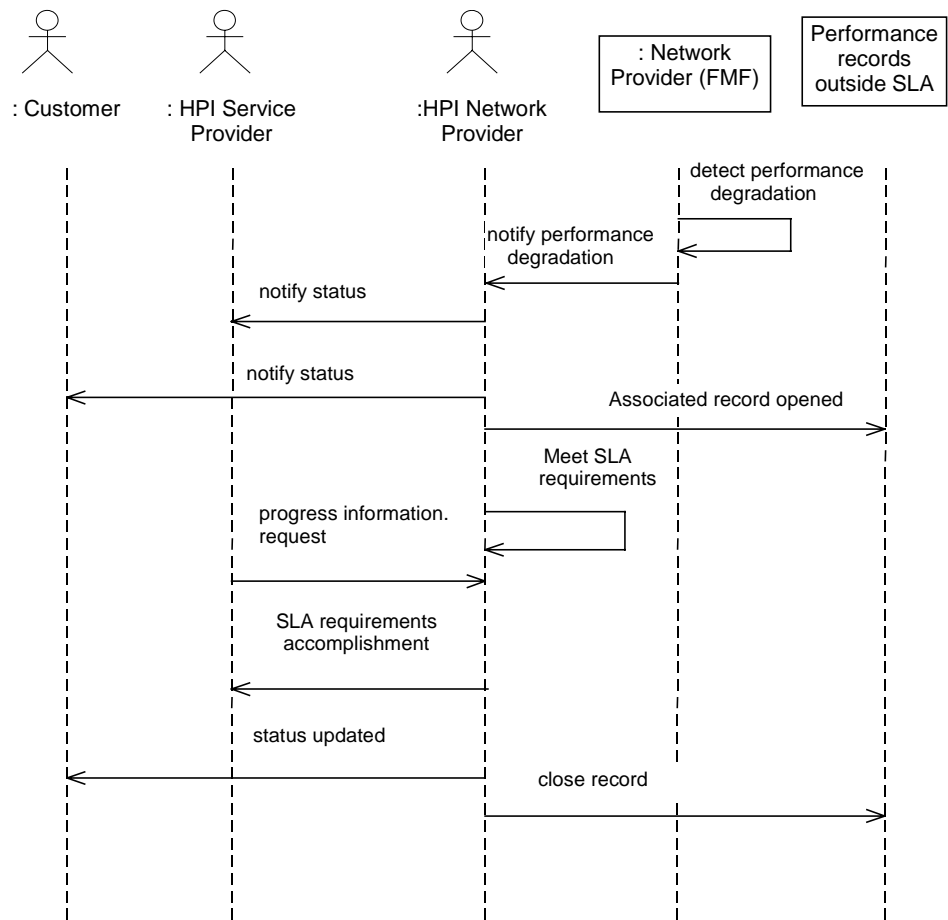 : Customer
: HPI Service
Provider
:HPI Network
Provider
: Network
Provider (FMF)
Performance
records
outside SLA
detect performance
degradation
notify performance
degradation
notify status
notify status
Associated record opened
Meet SLA
requirements
progress information.
request
SLA requirements
accomplishment
status updated
close record